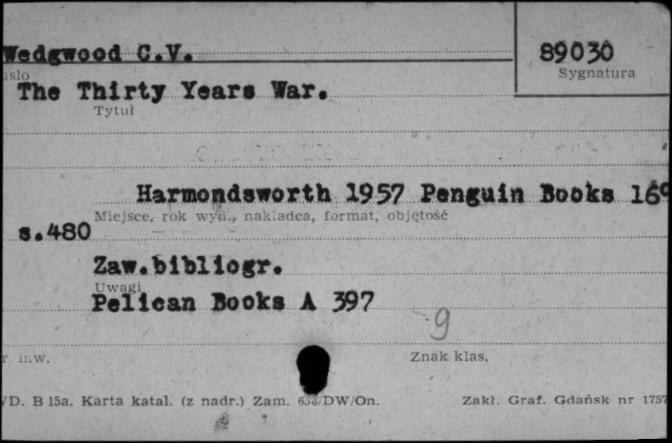 Wedgwood C.V.
89030
Sygnatura
The Thirty Years War.
Tytuł
Harmondsworth 1957 Penguin Books 16°
Miejsce, rok wyd., nakładca, format, objętość
s.480
Zaw.bibliogr.
Uwagi
Pelican Books A 397
9
r inw.
Znak klas.
D. B 15a. Karta katal. (z nadr.) Zam. DW/On.
Zakł. Graf. Gdańsk nr 1757